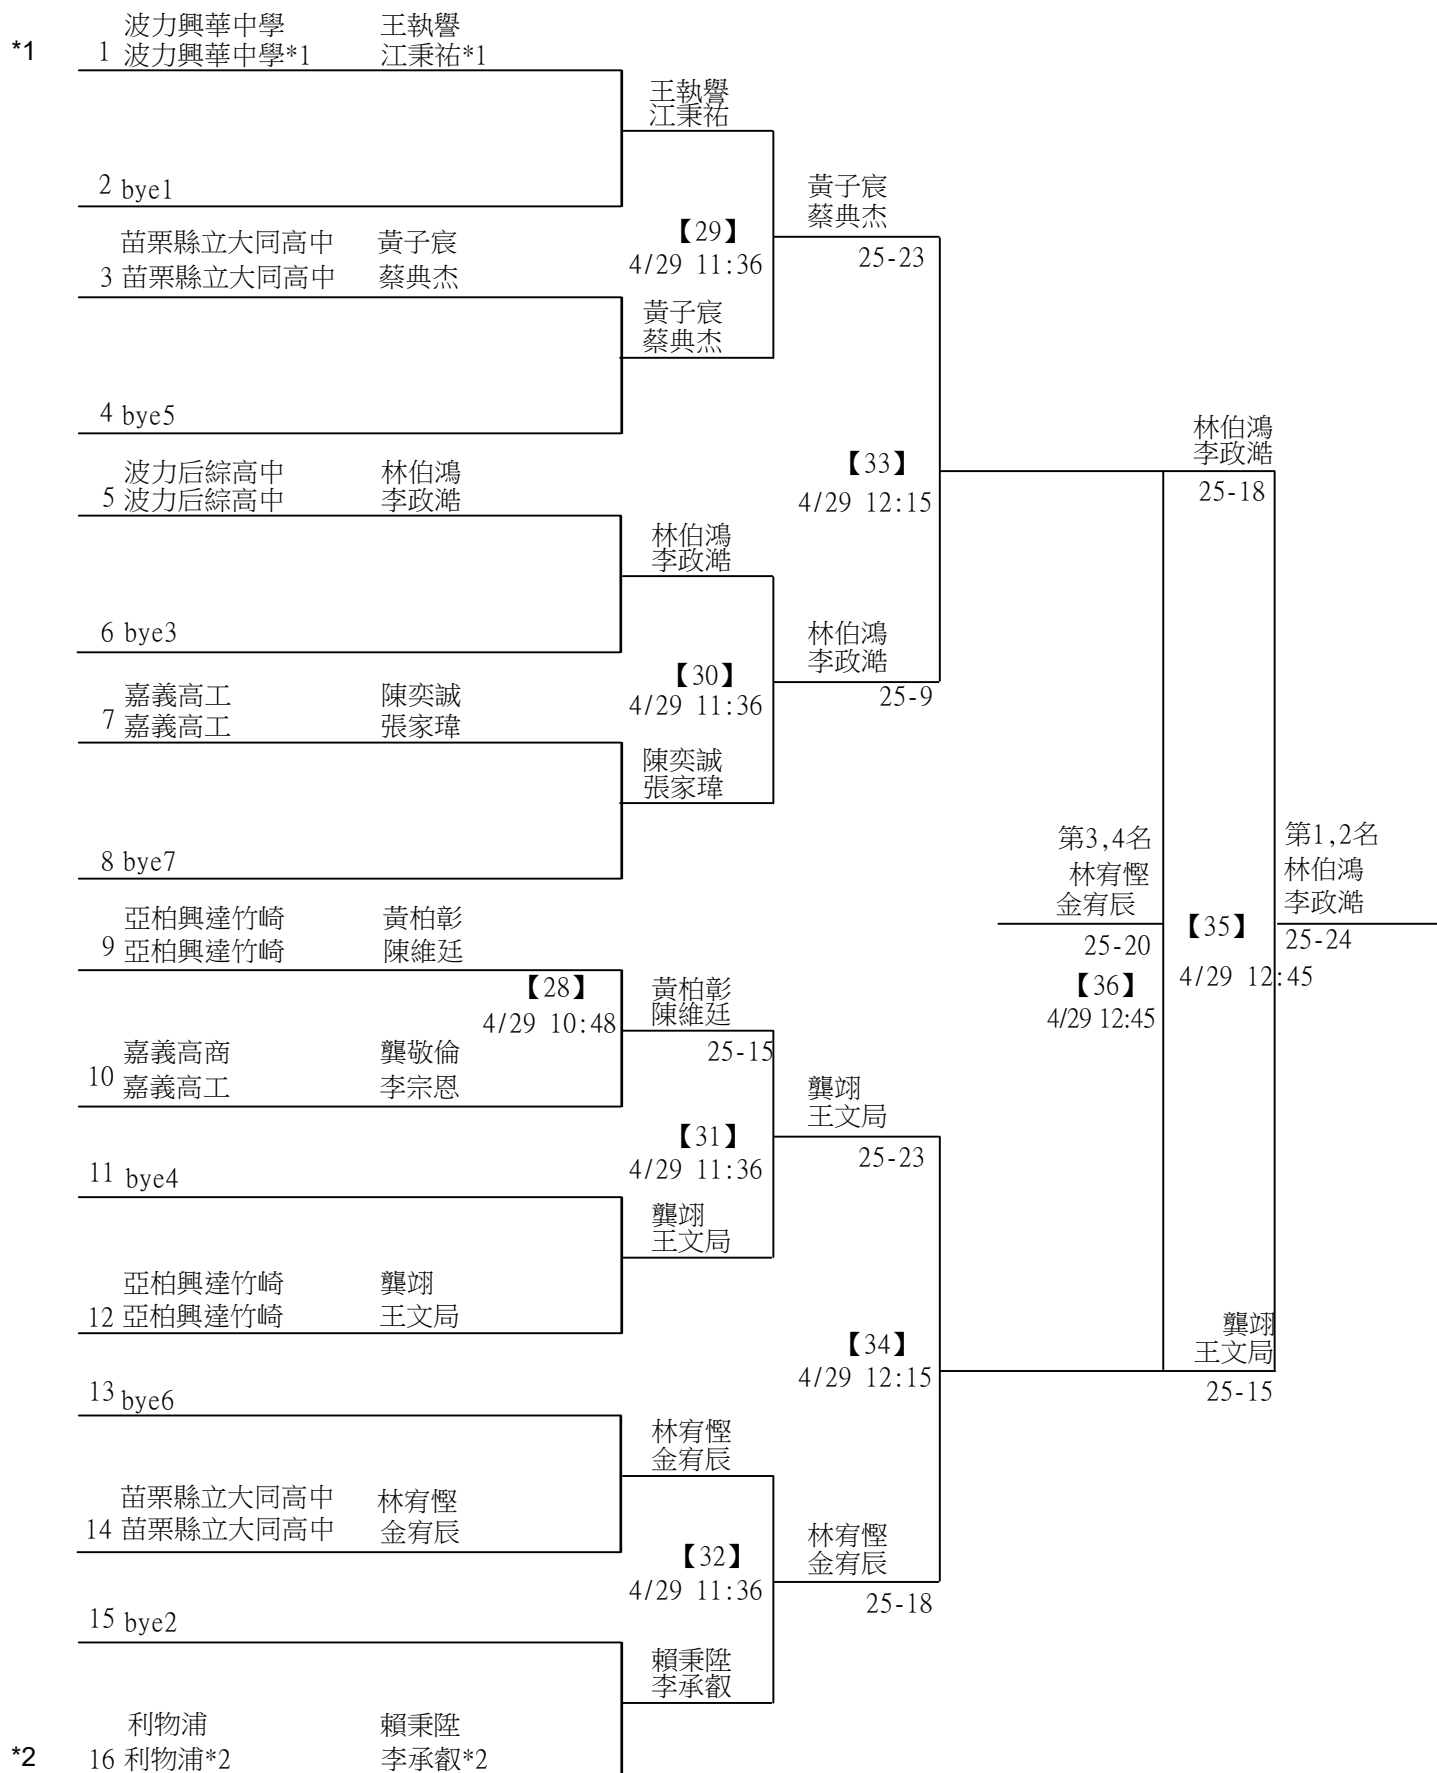 波力興華中學 王執譽
*1 1 波力興華中學*1 江秉祐*1
王執譽
江秉祐
2 bye1
黃子宸
蔡典杰
25-23
【29】
4/29 11:36
苗栗縣立大同高中 黃子宸
3 苗栗縣立大同高中 蔡典杰
黃子宸
蔡典杰
4 bye5
林伯鴻
李政澔
25-18
【33】
4/29 12:15
波力后綜高中 林伯鴻
5 波力后綜高中 李政澔
林伯鴻
李政澔
6 bye3
林伯鴻
李政澔
25-9
【30】
4/29 11:36
嘉義高工 陳奕誠
7 嘉義高工 張家瑋
陳奕誠
張家瑋
8 bye7
第3,4名
林宥慳
金宥辰
25-20
【36】
4/29 12:45
【35】
4/29 12:45
第1,2名
林伯鴻
李政澔
25-24
亞柏興達竹崎 黃柏彰
9 亞柏興達竹崎 陳維廷
【28】
4/29 10:48
黃柏彰
陳維廷
25-15
嘉義高商 龔敬倫
10 嘉義高工 李宗恩
龔翊
王文局
25-23
【31】
4/29 11:36
11 bye4
龔翊
王文局
亞柏興達竹崎 龔翊
12 亞柏興達竹崎 王文局
【34】
4/29 12:15
龔翊
王文局
25-15
13 bye6
林宥慳
金宥辰
苗栗縣立大同高中 林宥慳
14 苗栗縣立大同高中 金宥辰
【32】
4/29 11:36
林宥慳
金宥辰
25-18
15 bye2
賴秉陞
李承叡
利物浦 賴秉陞
*2 16 利物浦*2 李承叡*2